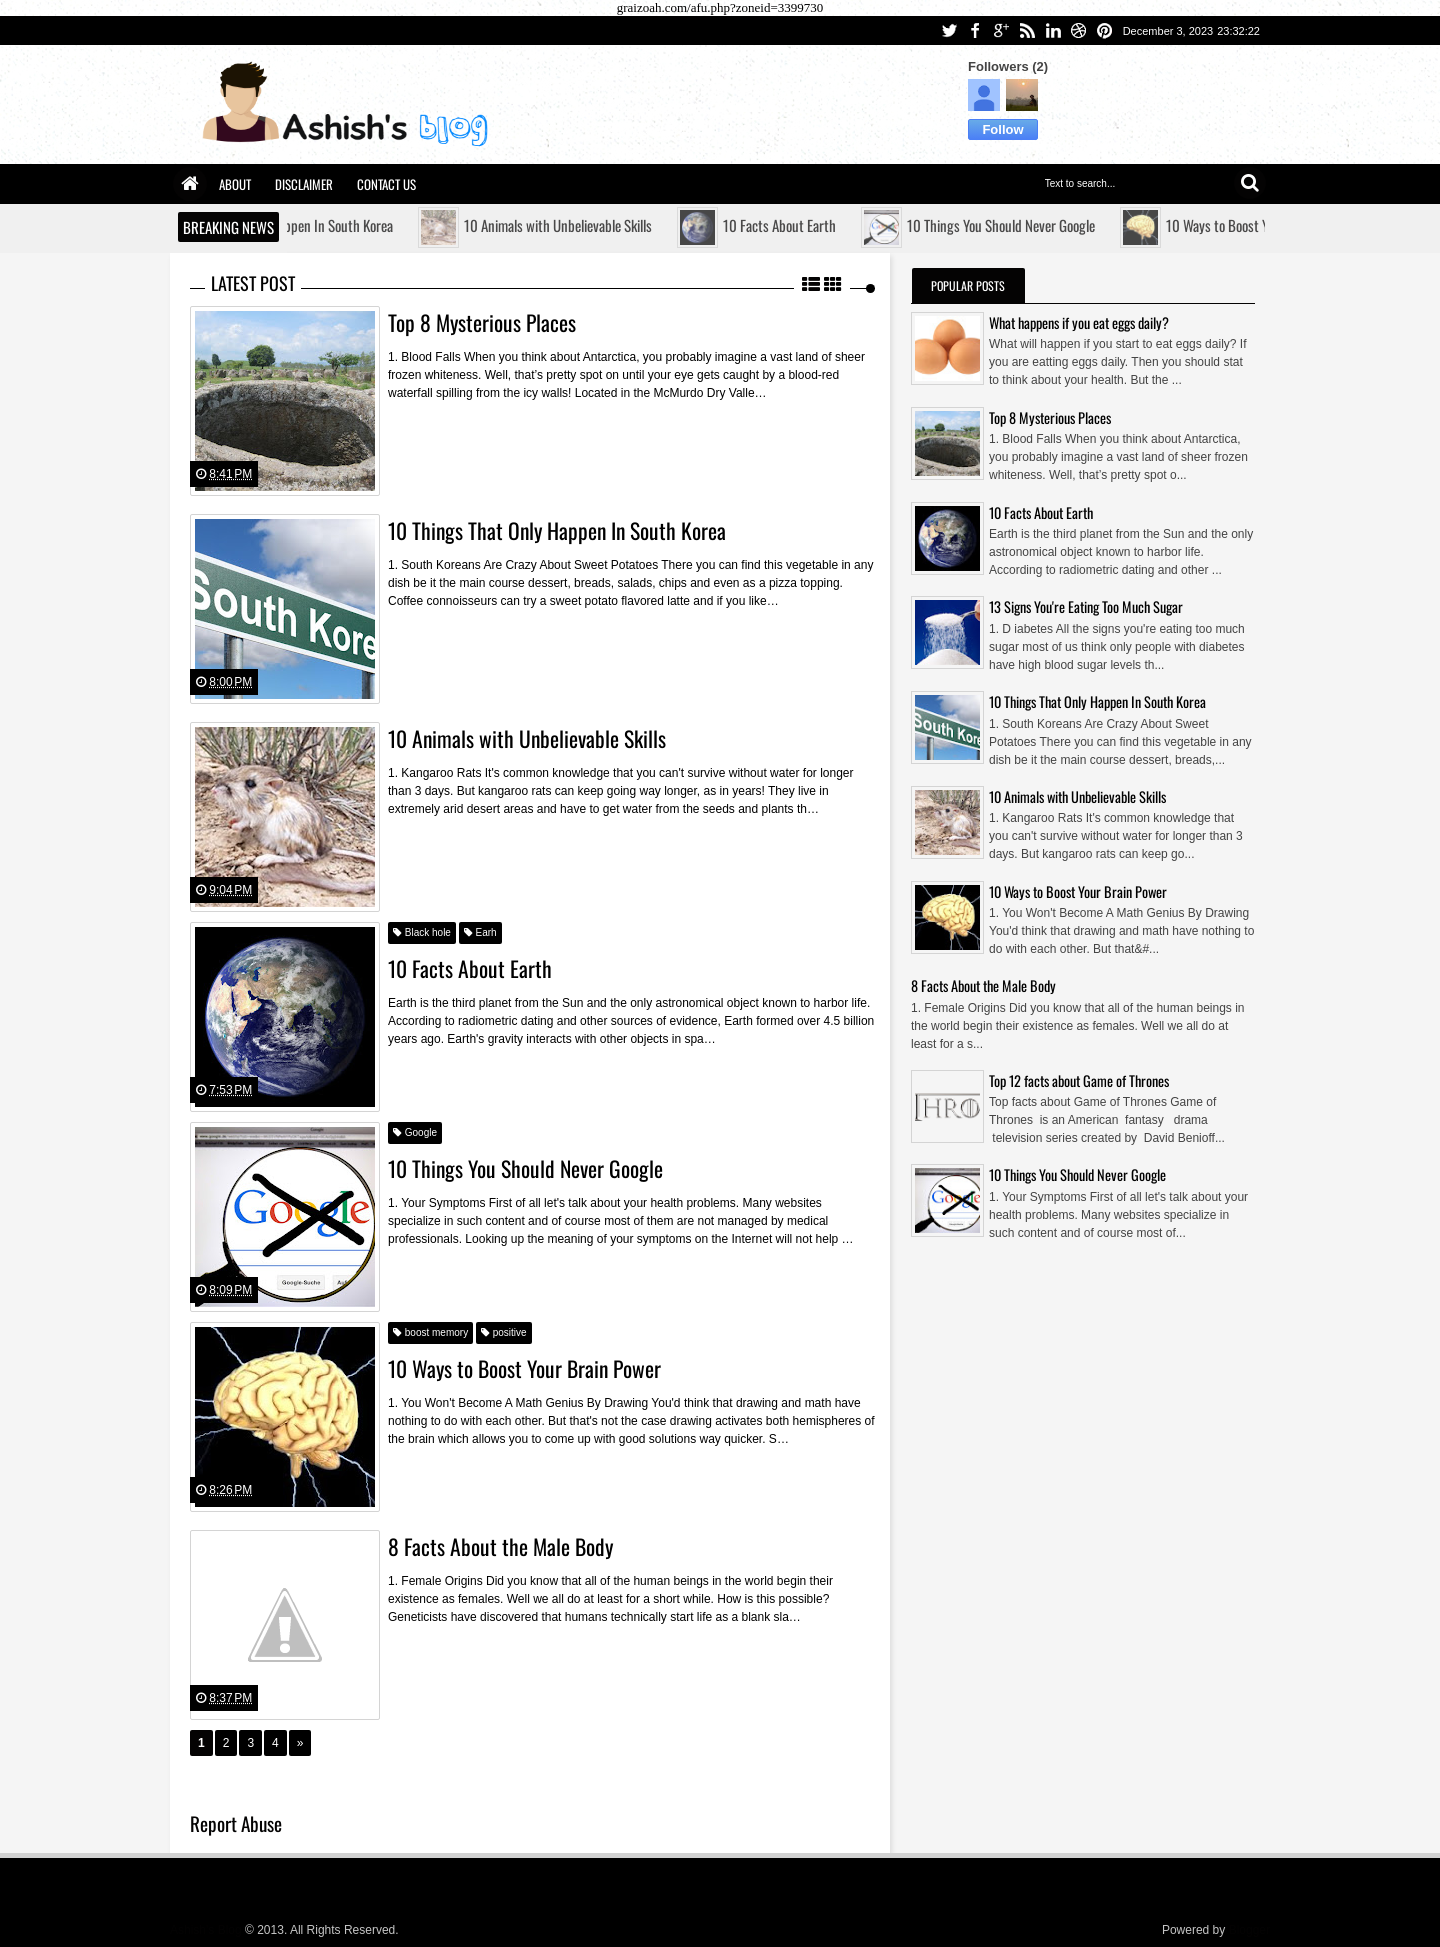 graizoah.com/afu.php?zoneid=3399730
December 3, 2023 23:32:22
Ashish's blog
Followers (2)
Follow
ABOUT DISCLAIMER CONTACT US
Text to search...
BREAKING NEWS
ppen In South Korea 10 Animals with Unbelievable Skills 10 Facts About Earth 10 Things You Should Never Google 10 Ways to Boost Y
LATEST POST
Top 8 Mysterious Places
1. Blood Falls When you think about Antarctica, you probably imagine a vast land of sheer
frozen whiteness. Well, that's pretty spot on until your eye gets caught by a blood-red
waterfall spilling from the icy walls! Located in the McMurdo Dry Valle…
8:41 PM
South Kore
10 Things That Only Happen In South Korea
1. South Koreans Are Crazy About Sweet Potatoes There you can find this vegetable in any
dish be it the main course dessert, breads, salads, chips and even as a pizza topping.
Coffee connoisseurs can try a sweet potato flavored latte and if you like…
8:00 PM
10 Animals with Unbelievable Skills
1. Kangaroo Rats It's common knowledge that you can't survive without water for longer
than 3 days. But kangaroo rats can keep going way longer, as in years! They live in
extremely arid desert areas and have to get water from the seeds and plants th…
9:04 PM
Black hole Earh
10 Facts About Earth
Earth is the third planet from the Sun and the only astronomical object known to harbor life.
According to radiometric dating and other sources of evidence, Earth formed over 4.5 billion
years ago. Earth's gravity interacts with other objects in spa…
7:53 PM
Google
10 Things You Should Never Google
1. Your Symptoms First of all let's talk about your health problems. Many websites
specialize in such content and of course most of them are not managed by medical
professionals. Looking up the meaning of your symptoms on the Internet will not help …
Google
Google-Suche
8:09 PM
boost memory positive
10 Ways to Boost Your Brain Power
1. You Won't Become A Math Genius By Drawing You'd think that drawing and math have
nothing to do with each other. But that's not the case drawing activates both hemispheres of
the brain which allows you to come up with good solutions way quicker. S…
8:26 PM
8 Facts About the Male Body
1. Female Origins Did you know that all of the human beings in the world begin their
existence as females. Well we all do at least for a short while. How is this possible?
Geneticists have discovered that humans technically start life as a blank sla…
8:37 PM
1 2 3 4 »
Report Abuse
POPULAR POSTS
What happens if you eat eggs daily?
What will happen if you start to eat eggs daily? If
you are eatting eggs daily. Then you should stat
to think about your health. But the ...
Top 8 Mysterious Places
1. Blood Falls When you think about Antarctica,
you probably imagine a vast land of sheer frozen
whiteness. Well, that's pretty spot o...
10 Facts About Earth
Earth is the third planet from the Sun and the only
astronomical object known to harbor life.
According to radiometric dating and other ...
13 Signs You're Eating Too Much Sugar
1. D iabetes All the signs you're eating too much
sugar most of us think only people with diabetes
have high blood sugar levels th...
10 Things That Only Happen In South Korea
1. South Koreans Are Crazy About Sweet
Potatoes There you can find this vegetable in any
dish be it the main course dessert, breads,...
South Kore
10 Animals with Unbelievable Skills
1. Kangaroo Rats It's common knowledge that
you can't survive without water for longer than 3
days. But kangaroo rats can keep go...
10 Ways to Boost Your Brain Power
1. You Won't Become A Math Genius By Drawing
You'd think that drawing and math have nothing to
do with each other. But that&#...
8 Facts About the Male Body
1. Female Origins Did you know that all of the human beings in
the world begin their existence as females. Well we all do at
least for a s...
Top 12 facts about Game of Thrones
Top facts about Game of Thrones Game of
Thrones is an American fantasy drama
television series created by David Benioff...
THRO
10 Things You Should Never Google
1. Your Symptoms First of all let's talk about your
health problems. Many websites specialize in
such content and of course most of...
Google
© 2013. All Rights Reserved.
Powered by